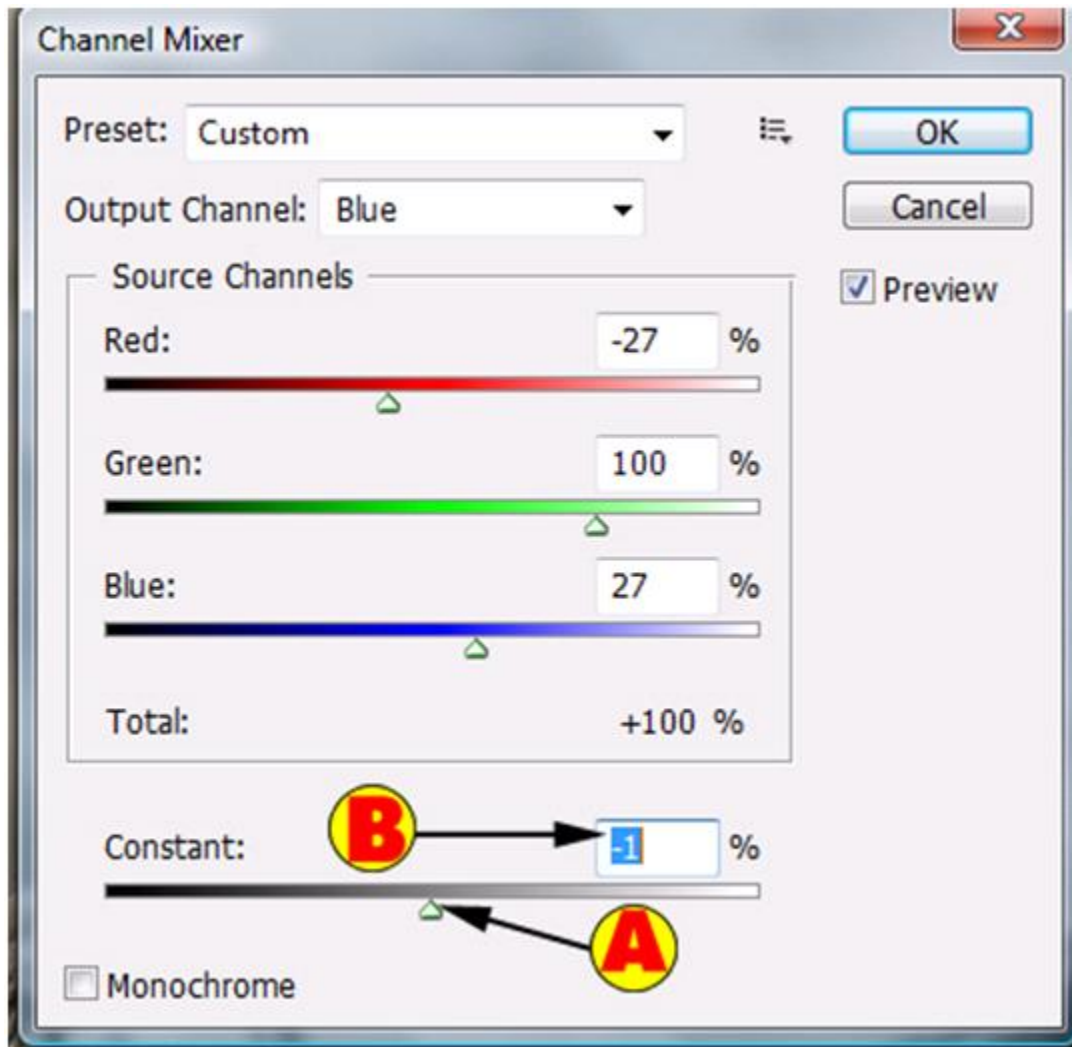 Channel Mixer
X
Preset: Custom
OK
Output Channel: Blue
Cancel
Source Channels
Preview
Red: -27 %
Green: 100 %
Blue: 27 %
Total: +100 %
B
Constant: -1 %
A
Monochrome